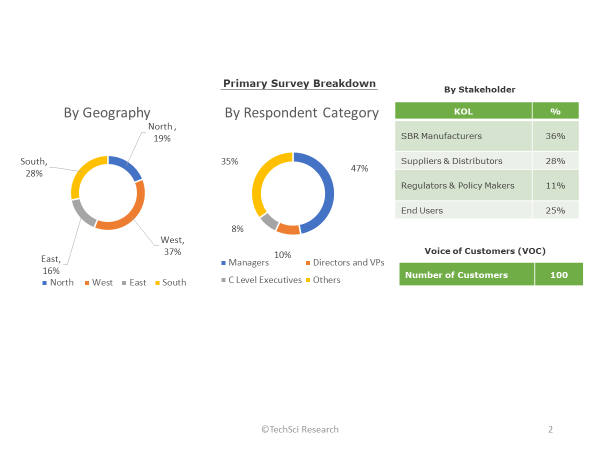 Primary Survey Breakdown
By Geography
North ,
19%
South,
28%
West,
37%
East,
16%
North West East South
By Respondent Category
35%
47%
8%
10%
Managers Directors and VPs
C Level Executives Others
By Stakeholder
KOL %
SBR Manufacturers 36%
Suppliers & Distributors 28%
Regulators & Policy Makers 11%
End Users 25%
Voice of Customers (VOC)
Number of Customers 100
©TechSci Research 2